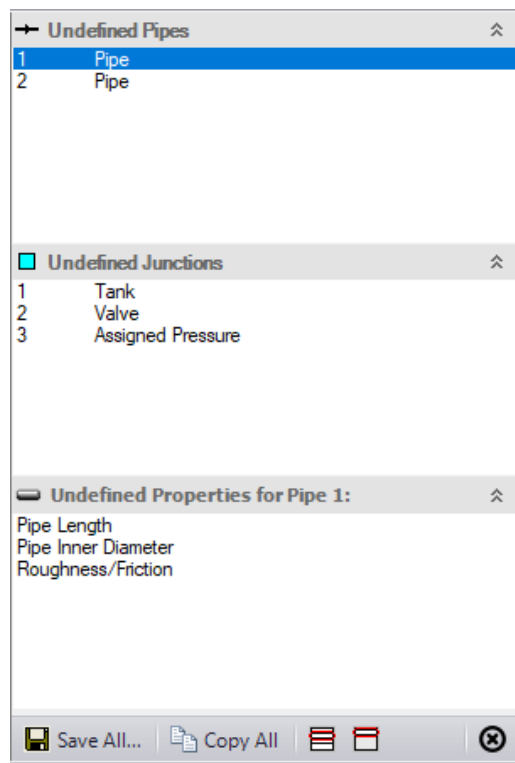 Undefined Pipes
1 Pipe
2 Pipe
Undefined Junctions
1 Tank
2 Valve
3 Assigned Pressure
Undefined Properties for Pipe 1:
Pipe Length
Pipe Inner Diameter
Roughness/Friction
Save All... Copy All